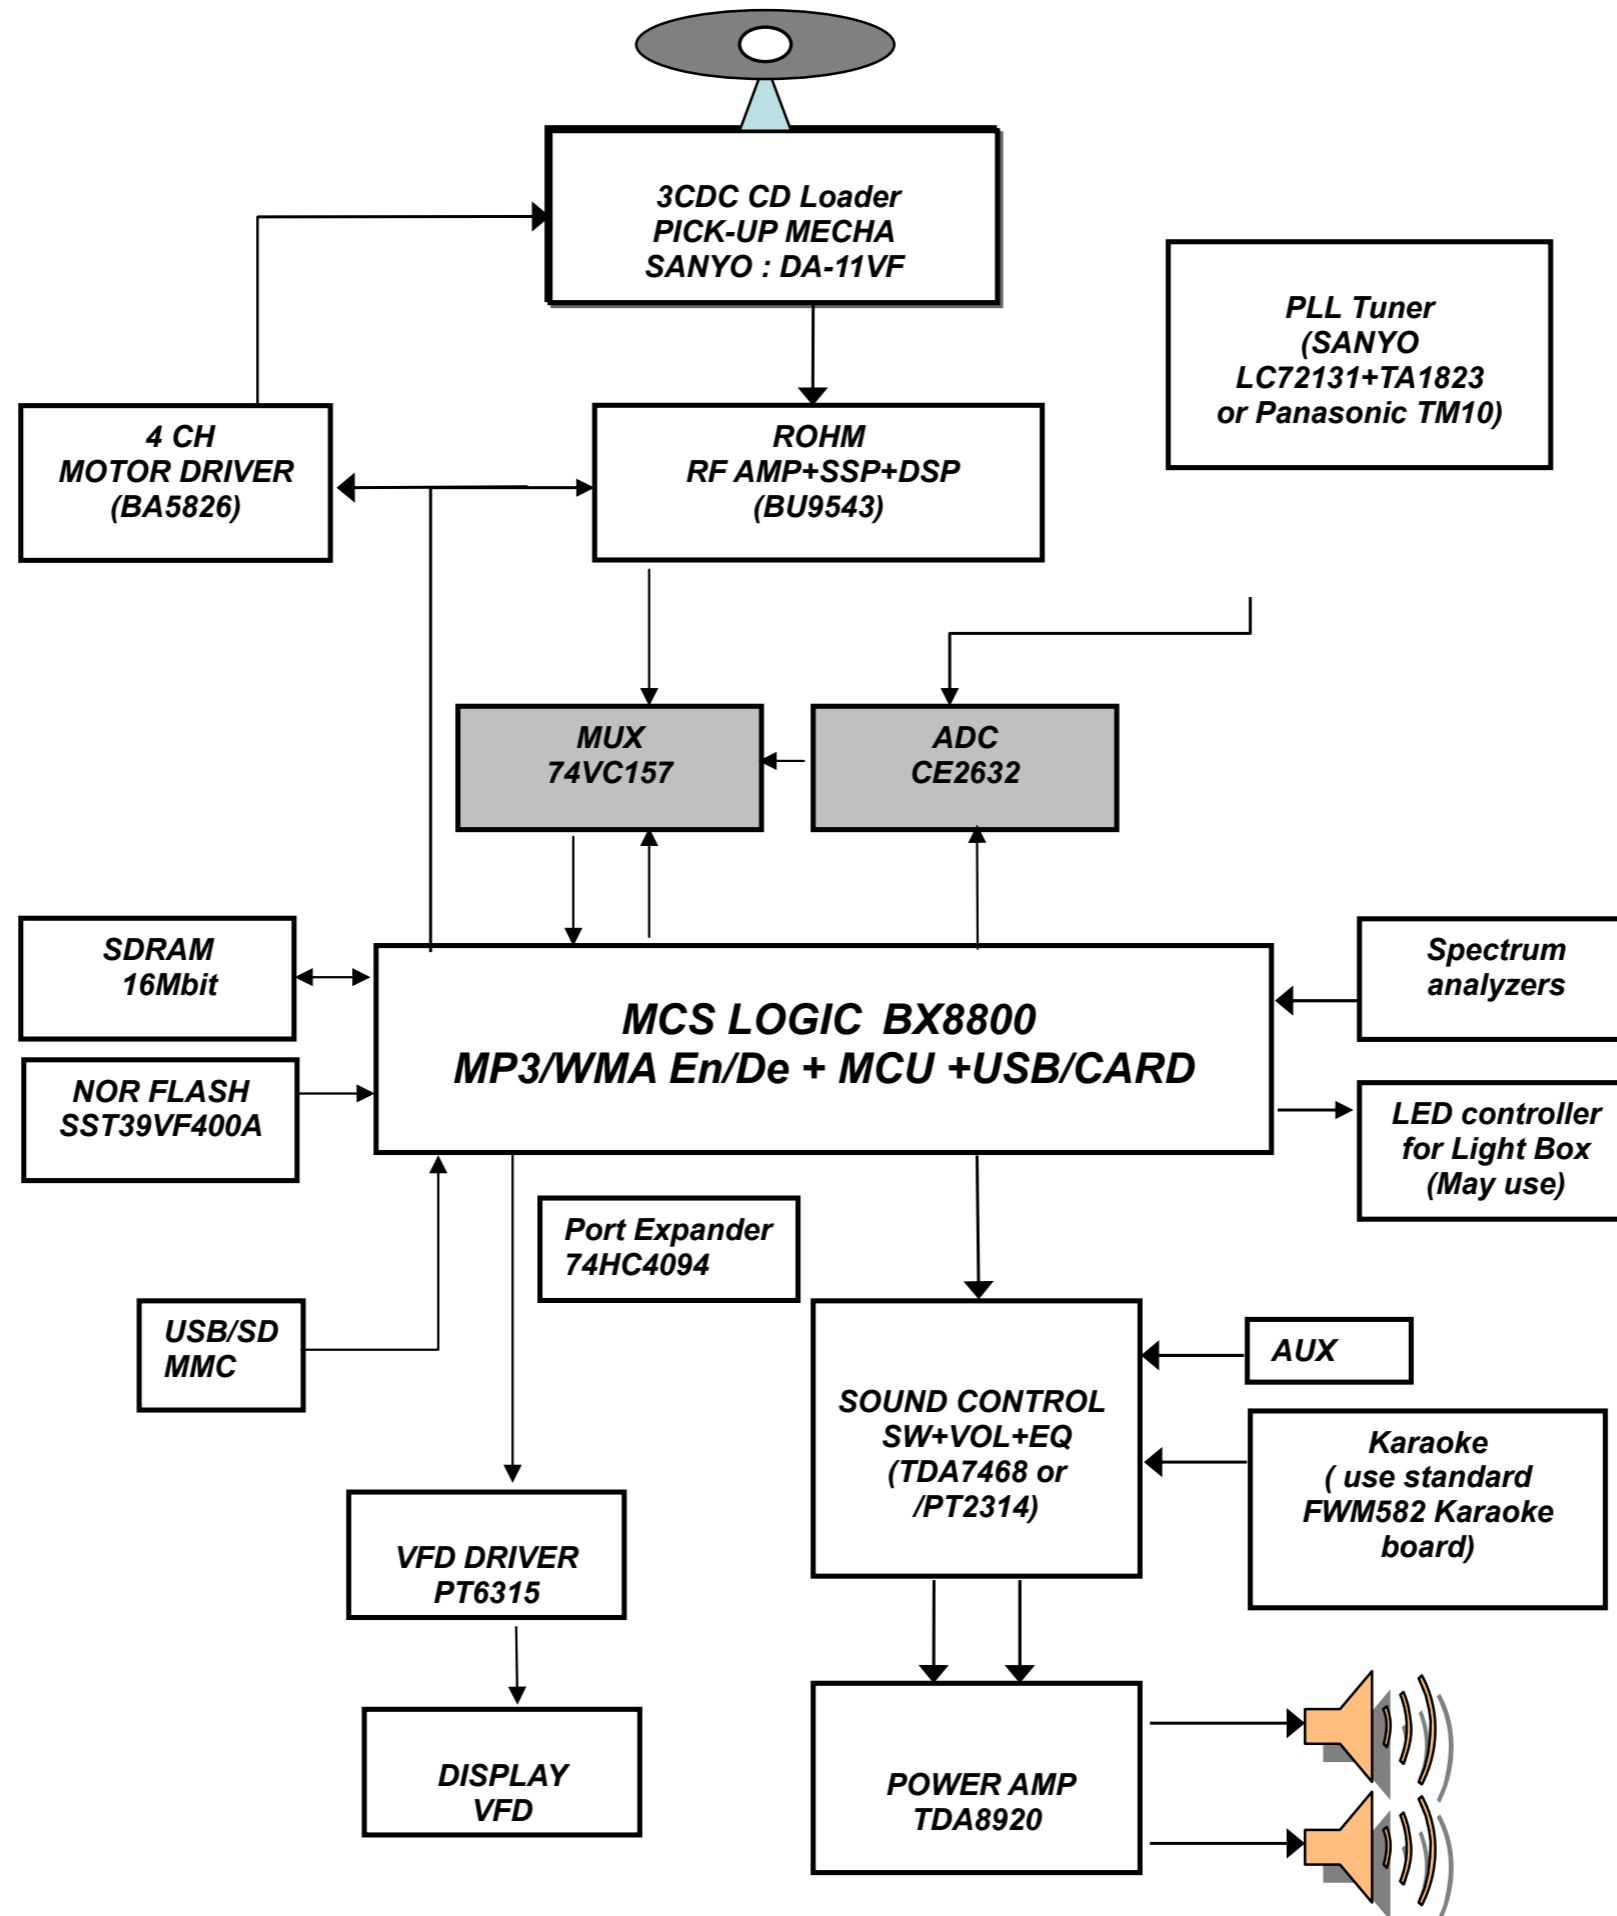 3CDC CD Loader
PICK-UP MECHA
SANYO : DA-11VF
PLL Tuner
(SANYO
LC72131+TA1823
or Panasonic TM10)
4 CH
MOTOR DRIVER
(BA5826)
ROHM
RF AMP+SSP+DSP
(BU9543)
MUX
74VC157
ADC
CE2632
SDRAM
16Mbit
MCS LOGIC BX8800
MP3/WMA En/De + MCU +USB/CARD
Spectrum
analyzers
NOR FLASH
SST39VF400A
LED controller
for Light Box
(May use)
Port Expander
74HC4094
USB/SD
MMC
AUX
SOUND CONTROL
SW+VOL+EQ
(TDA7468 or
/PT2314)
Karaoke
( use standard
FWM582 Karaoke
board)
VFD DRIVER
PT6315
DISPLAY
VFD
POWER AMP
TDA8920